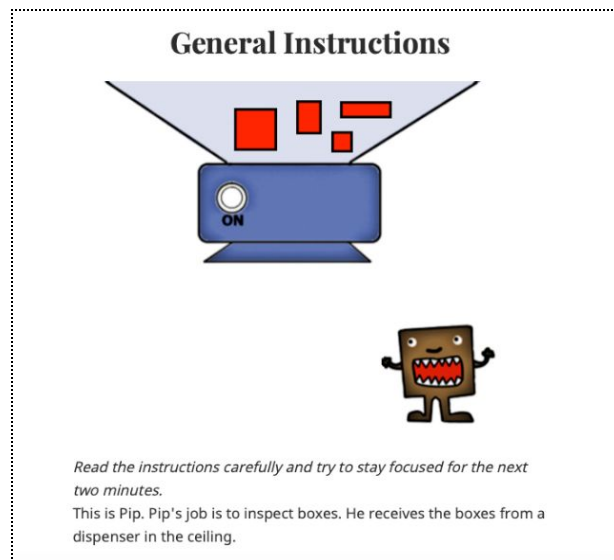 General Instructions
ON
Read the instructions carefully and try to stay focused for the next
two minutes.
This is Pip. Pip's job is to inspect boxes. He receives the boxes from a
dispenser in the ceiling.